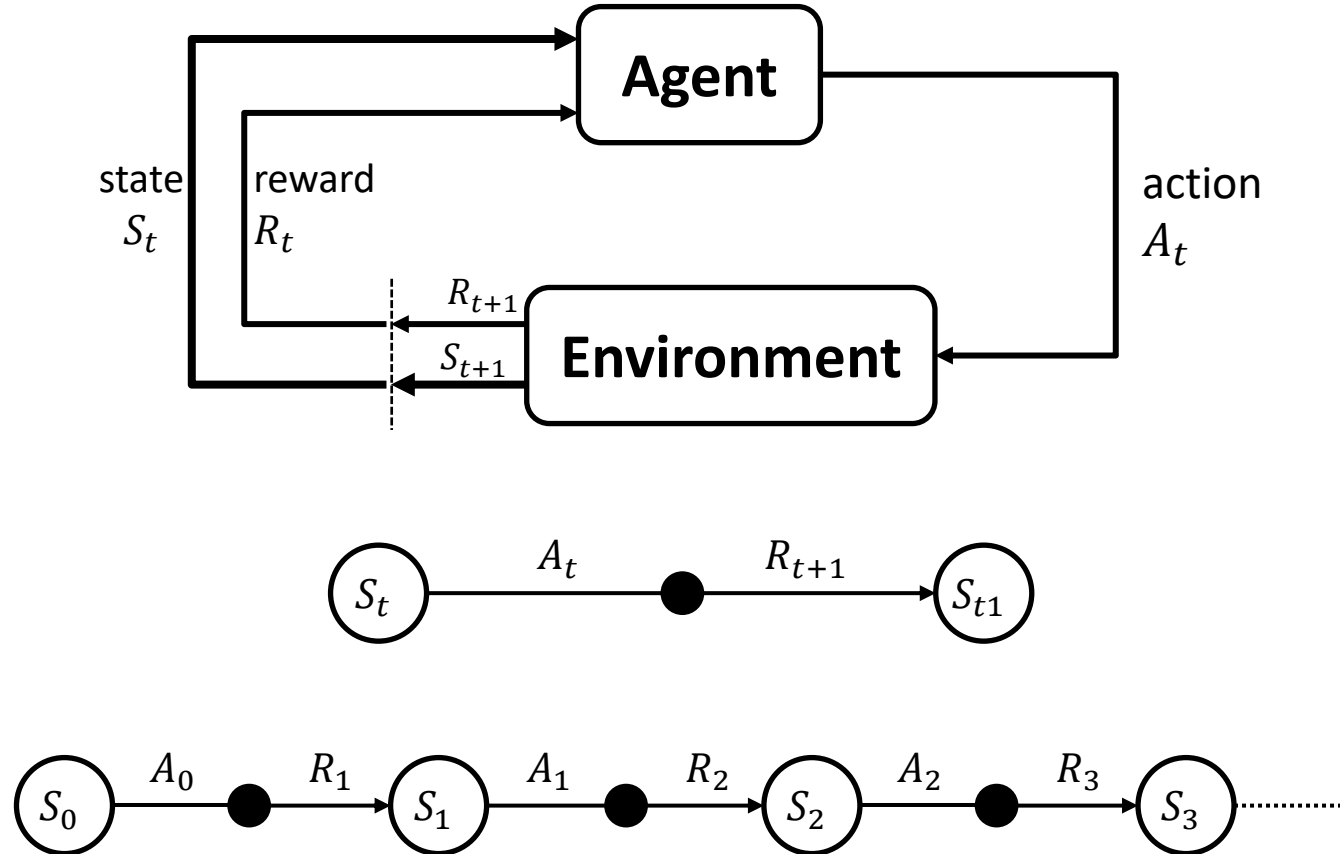 Agent
state
S_t
reward
R_t
action
A_t
R_{t+1}
S_{t+1}
Environment
S_t A_t R_{t+1} S_{t1}
S_0 A_0 R_1 S_1 A_1 R_2 S_2 A_2 R_3 S_3